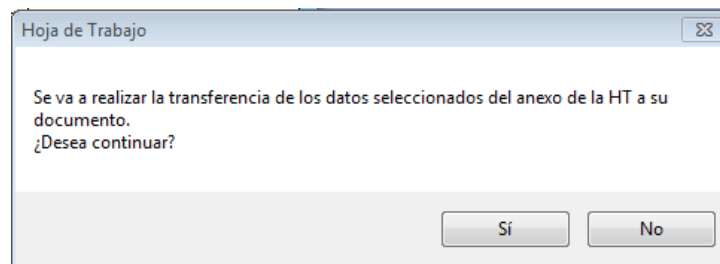 Hoja de Trabajo
Se va a realizar la transferencia de los datos seleccionados del anexo de la HT a su
documento.
¿Desea continuar?
Sí
No